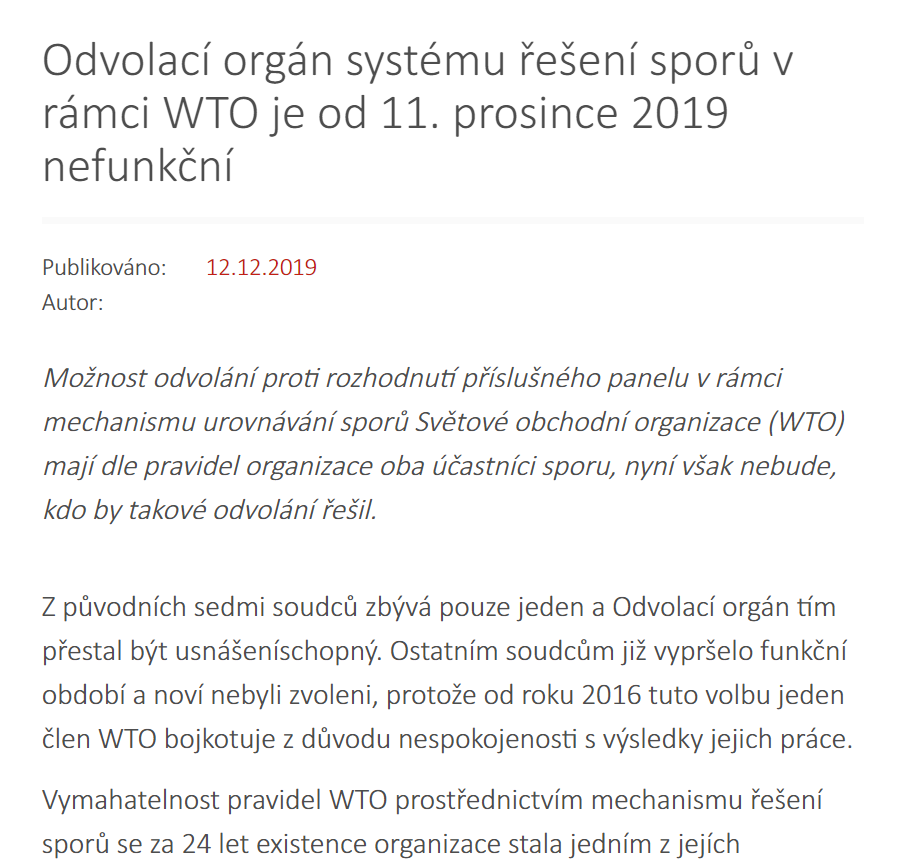 Odvolací orgán systému řešení sporů v
rámci WTO je od 11. prosince 2019
nefunkční
Publikováno: 12.12.2019
Autor:
Možnost odvolání proti rozhodnutí příslušného panelu v rámci
mechanismu urovnávání sporů Světové obchodní organizace (WTO)
mají dle pravidel organizace oba účastníci sporu, nyní však nebude,
kdo by takové odvolání řešil.
Z původních sedmi soudců zbývá pouze jeden a Odvolací orgán tím
přestal být usnášeníschopný. Ostatním soudcům již vypršelo funkční
období a noví nebyli zvoleni, protože od roku 2016 tuto volbu jeden
člen WTO bojkotuje z důvodu nespokojenosti s výsledky jejich práce.
Vymahatelnost pravidel WTO prostřednictvím mechanismu řešení
sporů se za 24 let existence organizace stala jedním z jejích